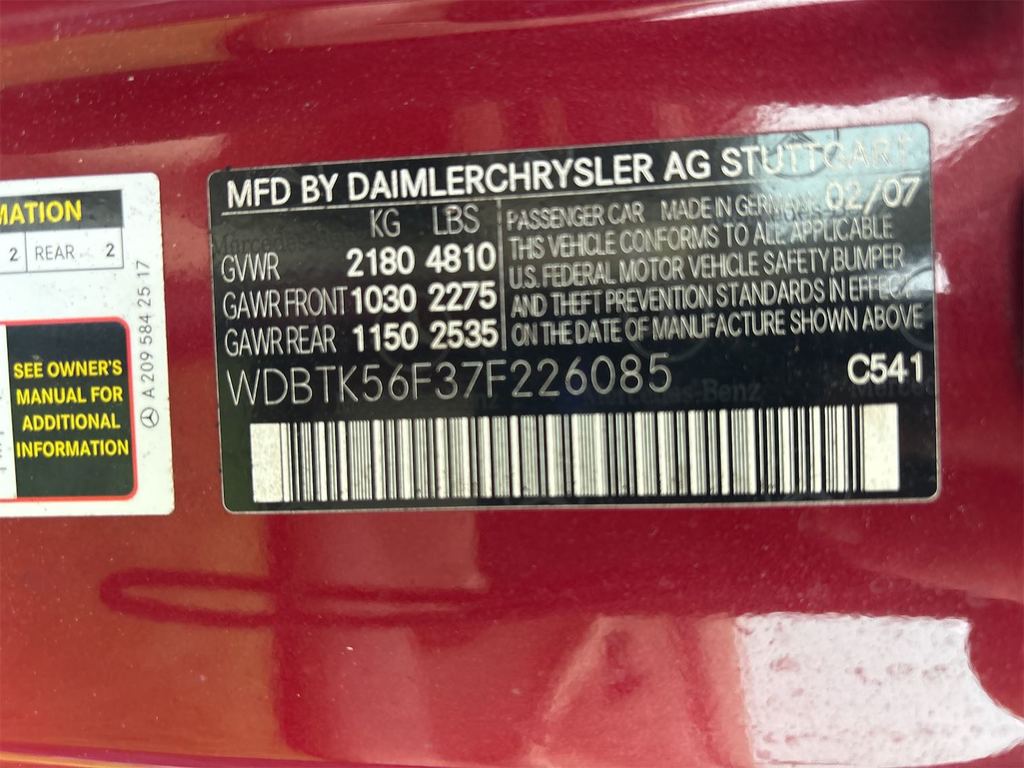 MATION
2 REAR 2
A 209 584 25 17
SEE OWNER'S
MANUAL FOR
ADDITIONAL
INFORMATION
MFD BY DAIMLERCHRYSLER AG STUTTGART
KG LBS
GVWR 2180 4810
GAWR FRONT 1030 2275
GAWR REAR 1150 2535
02/07
PASSENGER CAR MADE IN GERMANY
THIS VEHICLE CONFORMS TO ALL APPLICABLE
U.S. FEDERAL MOTOR VEHICLE SAFETY, BUMPER
AND THEFT PREVENTION STANDARDS IN EFFECT
ON THE DATE OF MANUFACTURE SHOWN ABOVE
WDBTK56F37F226085 C541